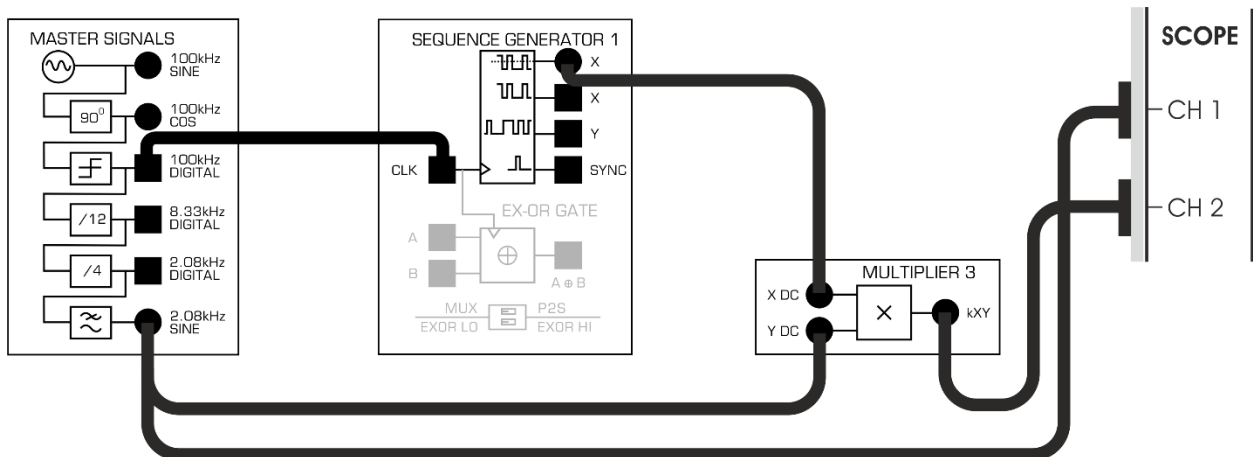 MASTER SIGNALS
100kHz
SINE
90⁰
100kHz
COS
100kHz
DIGITAL
/12
8.33kHz
DIGITAL
/4
2.08kHz
DIGITAL
2.08kHz
SINE
SEQUENCE GENERATOR 1
X
X
Y
CLK
SYNC
EX-OR GATE
A
B
A ⊕ B
MUX
P2S
EXOR LO
EXOR HI
MULTIPLIER 3
X DC
Y DC
×
kXY
SCOPE
CH 1
CH 2